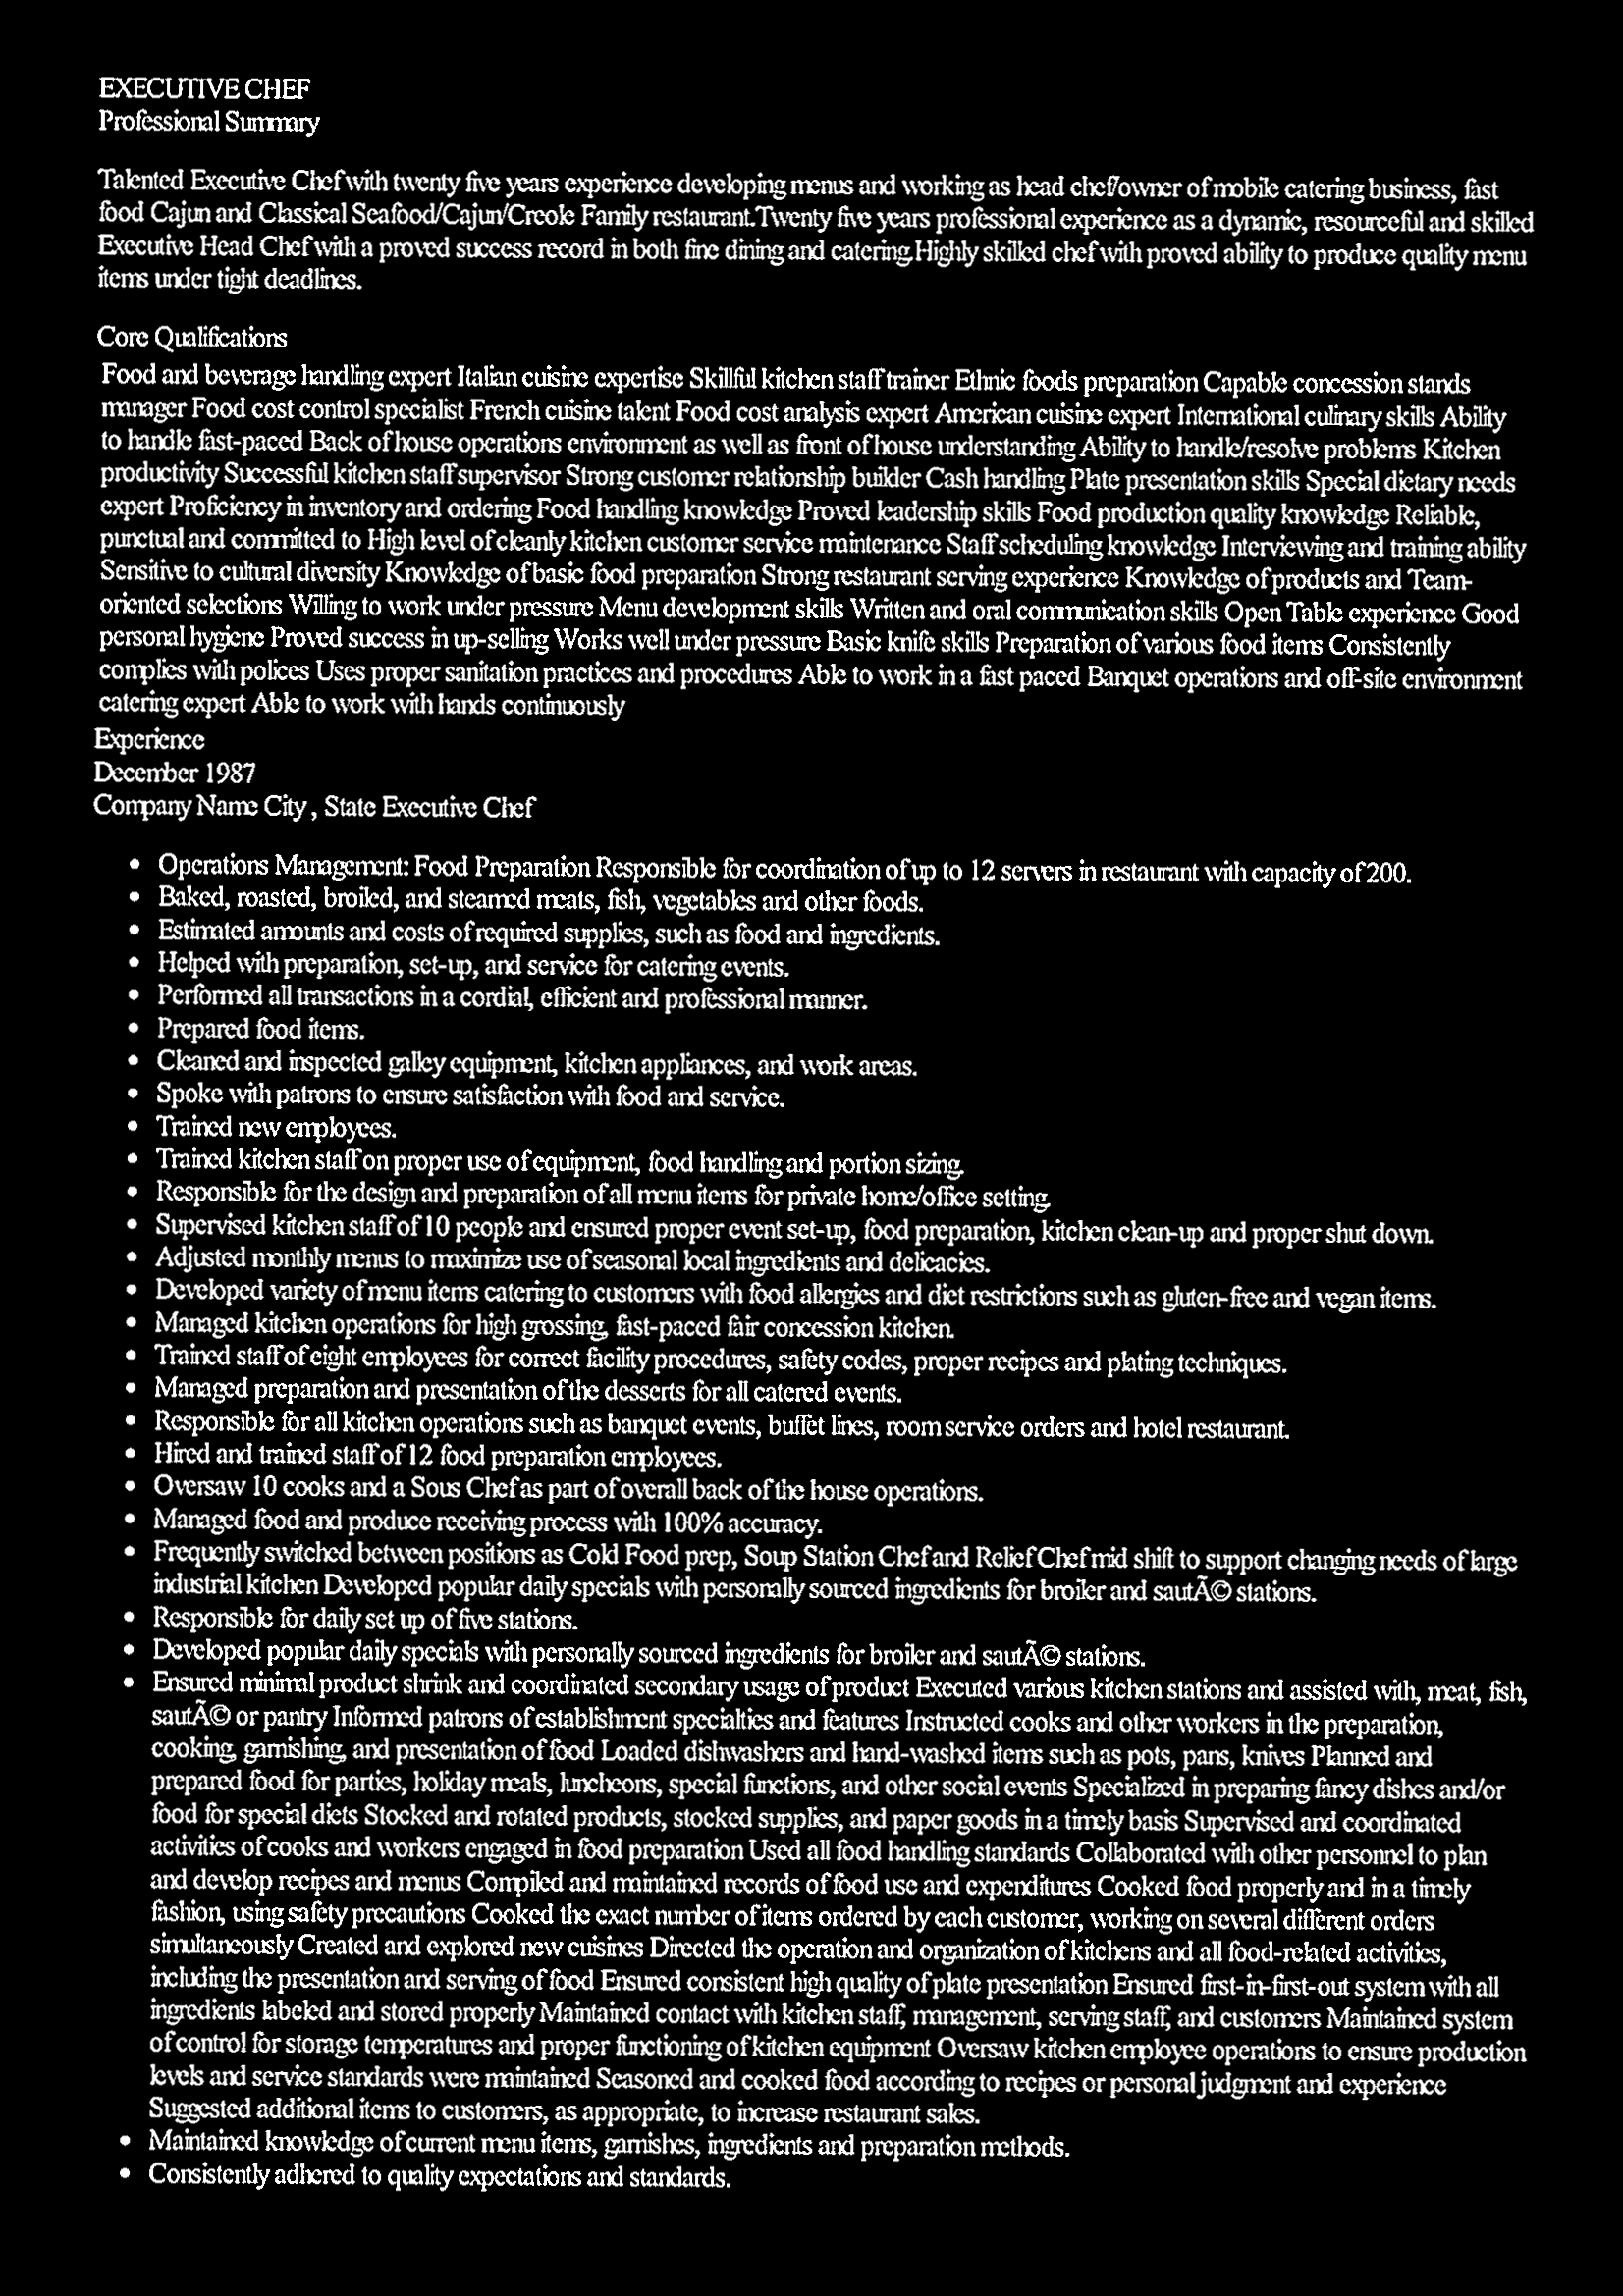 EXECUTIVE CHEF
Professional Summary
Talented Executive Chef with twenty five years experience developing menus and working as head chef/owner of mobile catering business, fast
food Cajun and Classical Seafood/Cajun/Creole Family restaurant.Twenty five years professional experience as a dynamic, resourceful and skilled
Executive Head Chef with a proved success record in both fine dining and catering.Highly skilled chef with proved ability to produce quality menu
items under tight deadlines.
Core Qualifications
Food and beverage handling expert Italian cuisine expertise Skillful kitchen staff trainer Ethnic foods preparation Capable concession stands
manager Food cost control specialist French cuisine talent Food cost analysis expert American cuisine expert International culinary skills Ability
to handle fast-paced Back of house operations environment as well as front of house understanding Ability to handle/resolve problems Kitchen
productivity Successful kitchen staff supervisor Strong customer relationship builder Cash handling Plate presentation skills Special dietary needs
expert Proficiency in inventory and ordering Food handling knowledge Proved leadership skills Food production quality knowledge Reliable,
punctual and committed to High level of cleanly kitchen customer service maintenance Staff scheduling knowledge Interviewing and training ability
Sensitive to cultural diversity Knowledge of basic food preparation Strong restaurant serving experience Knowledge of products and Team-
oriented selections Willing to work under pressure Menu development skills Written and oral communication skills Open Table experience Good
personal hygiene Proved success in up-selling Works well under pressure Basic knife skills Preparation of various food items Consistently
complies with polices Uses proper sanitation practices and procedures Able to work in a fast paced Banquet operations and off-site environment
catering expert Able to work with hands continuously
Experience
December 1987
Company Name City , State Executive Chef
• Operations Management: Food Preparation Responsible for coordination of up to 12 servers in restaurant with capacity of 200.
• Baked, roasted, broiled, and steamed meats, fish, vegetables and other foods.
• Estimated amounts and costs of required supplies, such as food and ingredients.
• Helped with preparation, set-up, and service for catering events.
• Performed all transactions in a cordial, efficient and professional manner.
• Prepared food items.
• Cleaned and inspected galley equipment, kitchen appliances, and work areas.
• Spoke with patrons to ensure satisfaction with food and service.
• Trained new employees.
• Trained kitchen staff on proper use of equipment, food handling and portion sizing.
• Responsible for the design and preparation of all menu items for private home/office setting.
• Supervised kitchen staff of 10 people and ensured proper event set-up, food preparation, kitchen clean-up and proper shut down.
• Adjusted monthly menus to maximize use of seasonal local ingredients and delicacies.
• Developed variety of menu items catering to customers with food allergies and diet restrictions such as gluten-free and vegan items.
• Managed kitchen operations for high grossing, fast-paced fair concession kitchen.
• Trained staff of eight employees for correct facility procedures, safety codes, proper recipes and plating techniques.
• Managed preparation and presentation of the desserts for all catered events.
• Responsible for all kitchen operations such as banquet events, buffet lines, room service orders and hotel restaurant.
• Hired and trained staff of 12 food preparation employees.
• Oversaw 10 cooks and a Sous Chef as part of overall back of the house operations.
• Managed food and produce receiving process with 100% accuracy.
• Frequently switched between positions as Cold Food prep, Soup Station Chef and Relief Chef mid shift to support changing needs of large
industrial kitchen Developed popular daily specials with personally sourced ingredients for broiler and sautÃ© stations.
• Responsible for daily set up of five stations.
• Developed popular daily specials with personally sourced ingredients for broiler and sautÃ© stations.
• Ensured minimal product shrink and coordinated secondary usage of product Executed various kitchen stations and assisted with, meat, fish,
sautÃ© or pantry Informed patrons of establishment specialties and features Instructed cooks and other workers in the preparation,
cooking, garnishing, and presentation of food Loaded dishwashers and hand-washed items such as pots, pans, knives Planned and
prepared food for parties, holiday meals, luncheons, special functions, and other social events Specialized in preparing fancy dishes and/or
food for special diets Stocked and rotated products, stocked supplies, and paper goods in a timely basis Supervised and coordinated
activities of cooks and workers engaged in food preparation Used all food handling standards Collaborated with other personnel to plan
and develop recipes and menus Compiled and maintained records of food use and expenditures Cooked food properly and in a timely
fashion, using safety precautions Cooked the exact number of items ordered by each customer, working on several different orders
simultaneously Created and explored new cuisines Directed the operation and organization of kitchens and all food-related activities,
including the presentation and serving of food Ensured consistent high quality of plate presentation Ensured first-in-first-out system with all
ingredients labeled and stored properly Maintained contact with kitchen staff, management, serving staff, and customers Maintained system
of control for storage temperatures and proper functioning of kitchen equipment Oversaw kitchen employee operations to ensure production
levels and service standards were maintained Seasoned and cooked food according to recipes or personal judgment and experience
Suggested additional items to customers, as appropriate, to increase restaurant sales.
• Maintained knowledge of current menu items, garnishes, ingredients and preparation methods.
• Consistently adhered to quality expectations and standards.